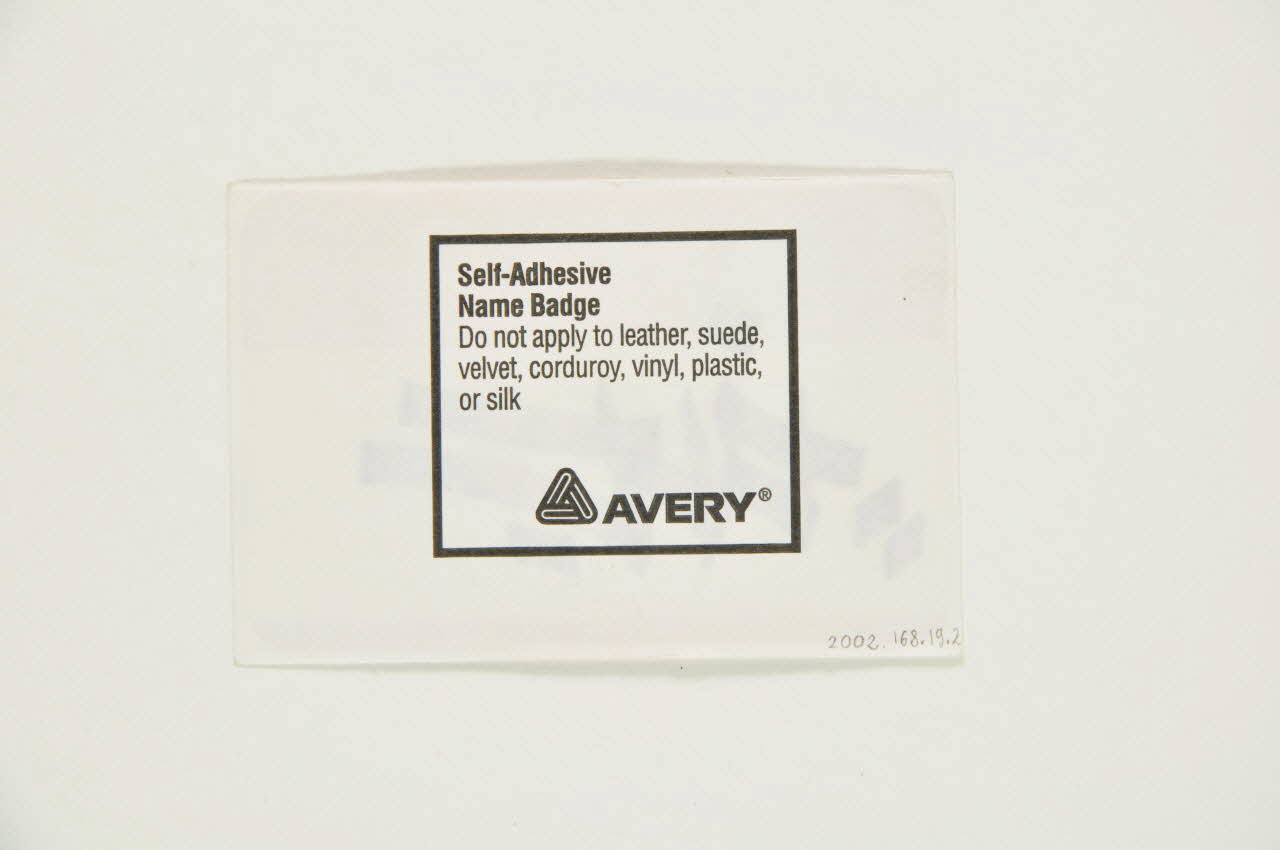 Self-Adhesive
Name Badge
Do not apply to leather, suede,
velvet, corduroy, vinyl, plastic,
or silk
AVERY®
2002.168.19.2